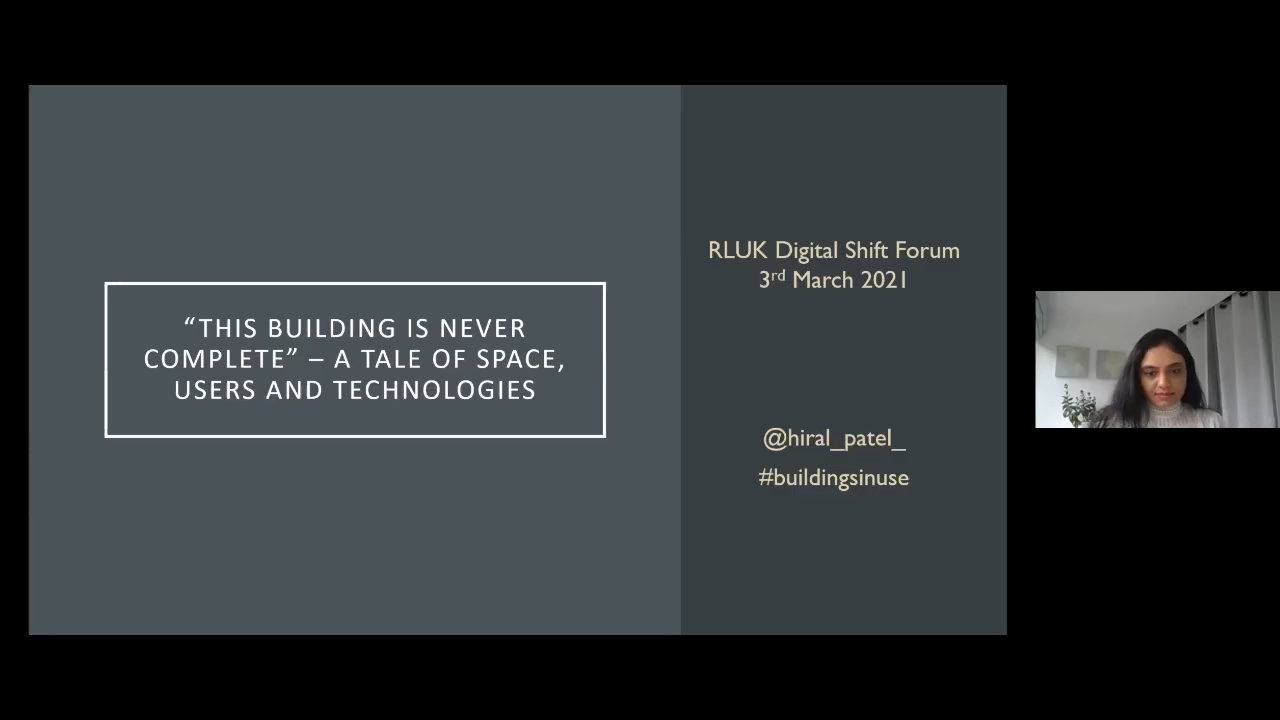 “THIS BUILDING IS NEVER
COMPLETE” – A TALE OF SPACE,
USERS AND TECHNOLOGIES
RLUK Digital Shift Forum
3rd March 2021
@hiral_patel_
#buildingsinuse